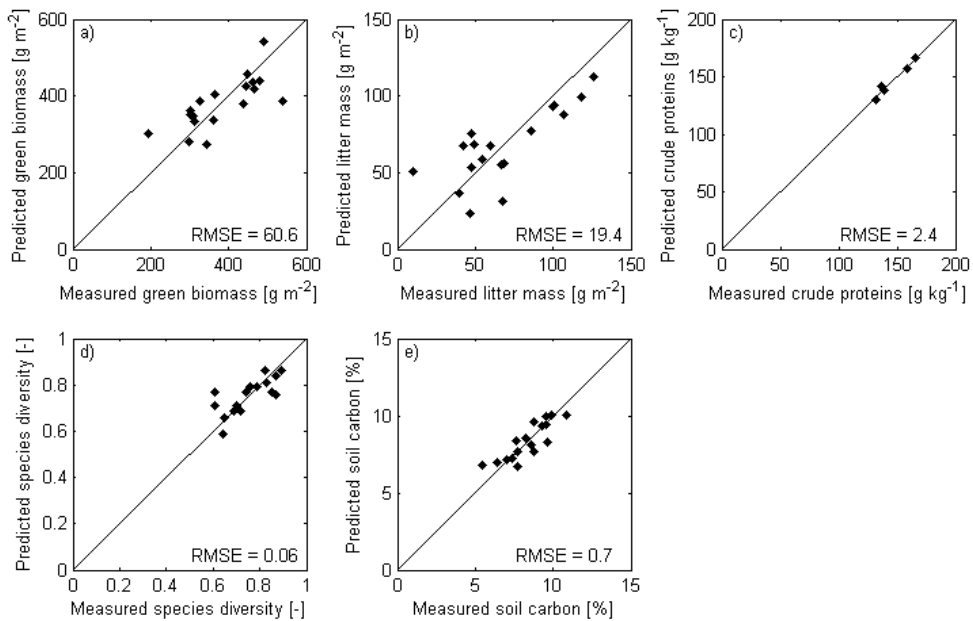 a)
Predicted green biomass [g m⁻²]
600
400
200
0
0 200 400 600
RMSE = 60.6
Measured green biomass [g m⁻²]
b)
Predicted litter mass [g m⁻²]
150
100
50
0
0 50 100 150
RMSE = 19.4
Measured litter mass [g m⁻²]
c)
Predicted crude proteins [g kg⁻¹]
200
150
100
50
0
0 50 100 150 200
RMSE = 2.4
Measured crude proteins [g kg⁻¹]
d)
Predicted species diversity [-]
1
0.8
0.6
0.4
0.2
0
0 0.2 0.4 0.6 0.8 1
RMSE = 0.06
Measured species diversity [-]
e)
Predicted soil carbon [%]
15
10
5
0
0 5 10 15
RMSE = 0.7
Measured soil carbon [%]